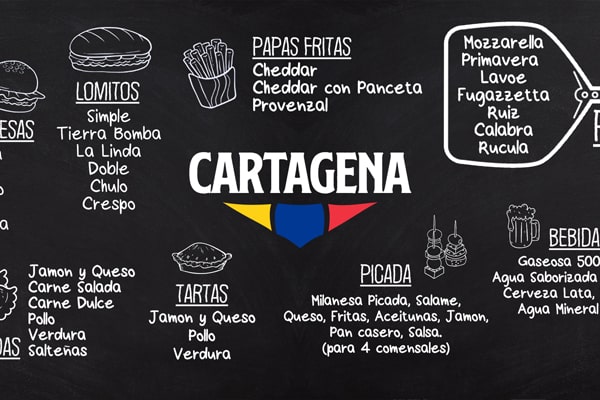 PAPAS FRITAS
Cheddar
Cheddar con Panceta
Provenzal
Mozzarella
Primavera
Lavoe
Fugazzetta
Ruiz
Calabra
Rucula
LOMITOS
Simple
Tierra Bomba
La Linda
Doble
Chulo
Crespo
ESAS
a
o
a
CARTAGENA
Jamon y Queso
Carne Salada
Carne Dulce
Pollo
Verdura
Salteñas
DAS
TARTAS
Jamon y Queso
Pollo
Verdura
PICADA
Milanesa Picada, Salame,
Queso, Fritas, Aceitunas, Jamon,
Pan casero, Salsa.
(para 4 comensales)
BEBIDA
Gaseosa 500
Agua Saborizada
Cerveza Lata,
Agua Mineral